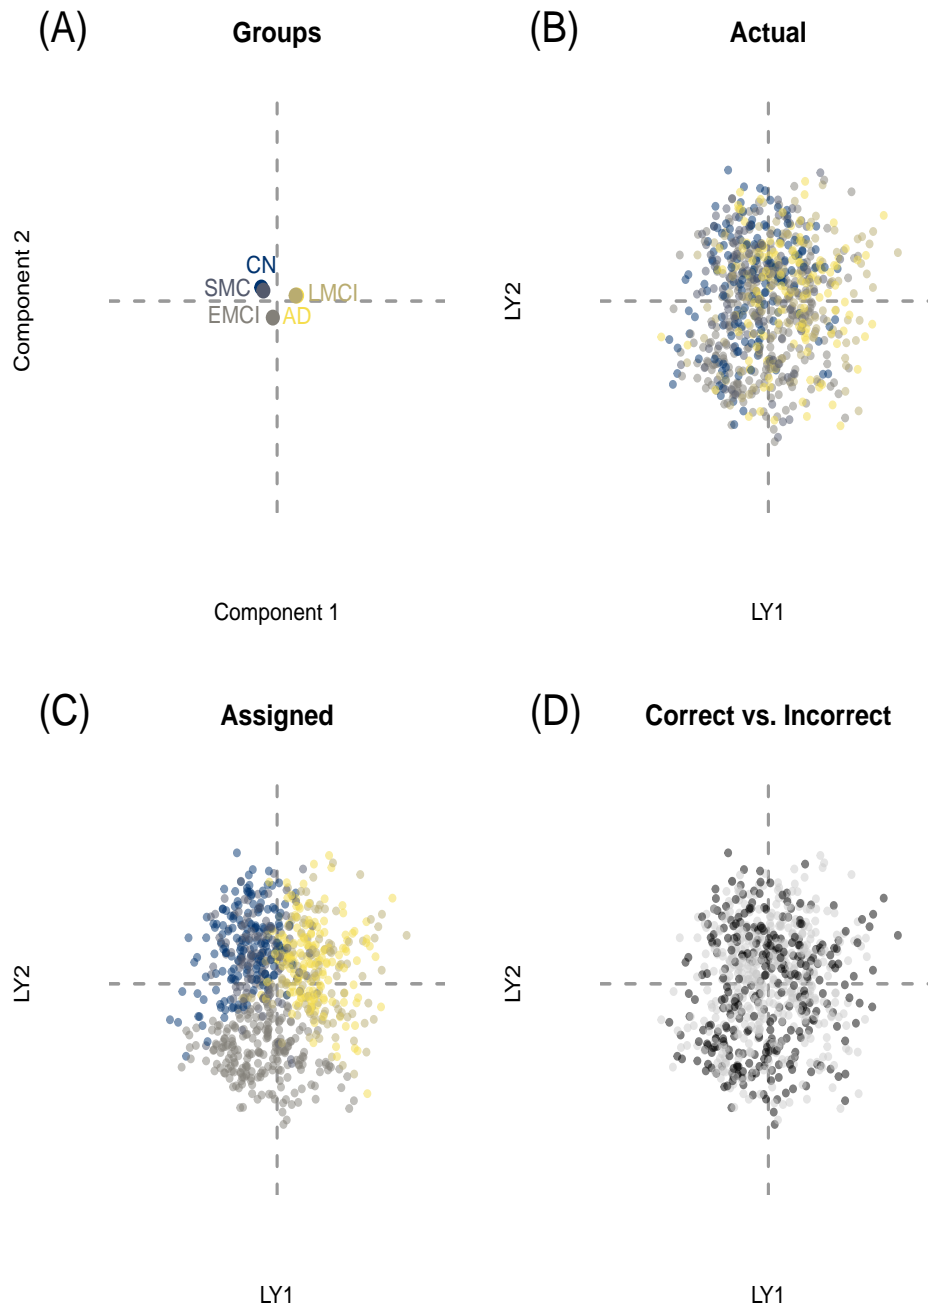 (A)
Groups
(B)
Actual
Component 2
CN
SMC
LMCI
EMCI
AD
LY2
Component 1
LY1
(C)
Assigned
(D)
Correct vs. Incorrect
LY2
LY2
LY1
LY1